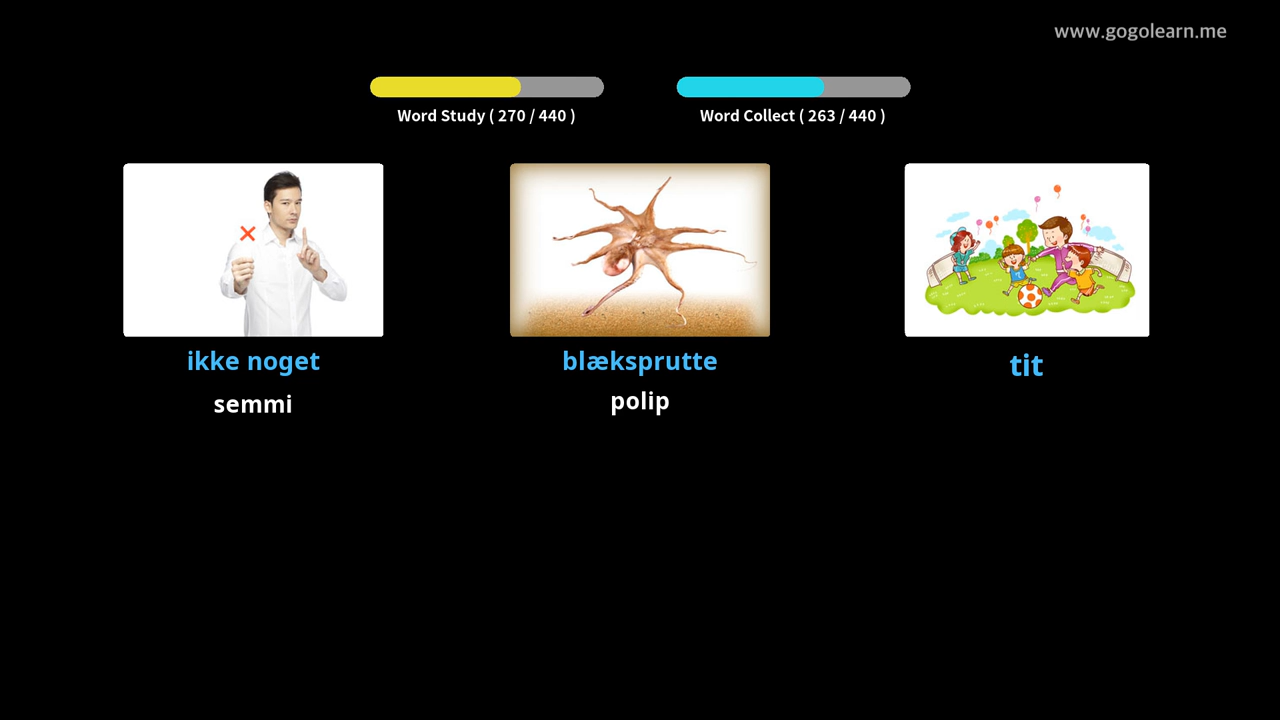 www.gogolearn.me
Word Study ( 270 / 440 )
Word Collect ( 263 / 440 )
ikke noget
semmi
blæksprutte
polip
tit